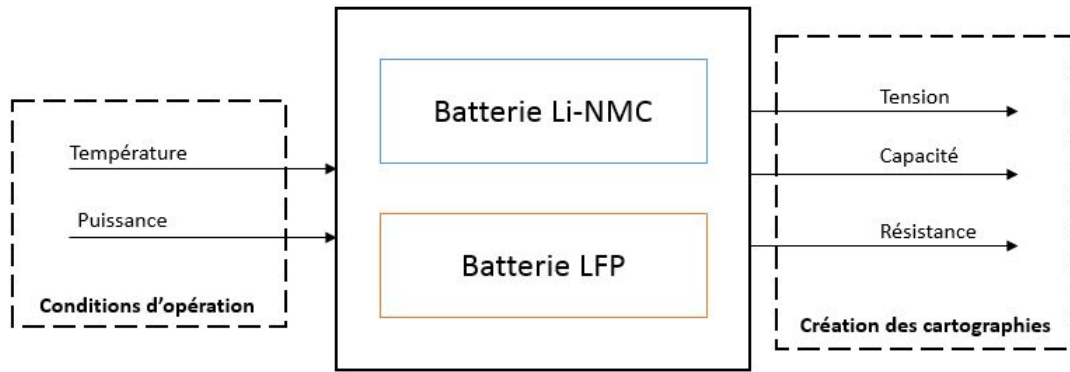 Température
Puissance
Conditions d'opération
Batterie Li-NMC
Batterie LFP
Tension
Capacité
Résistance
Création des cartographies